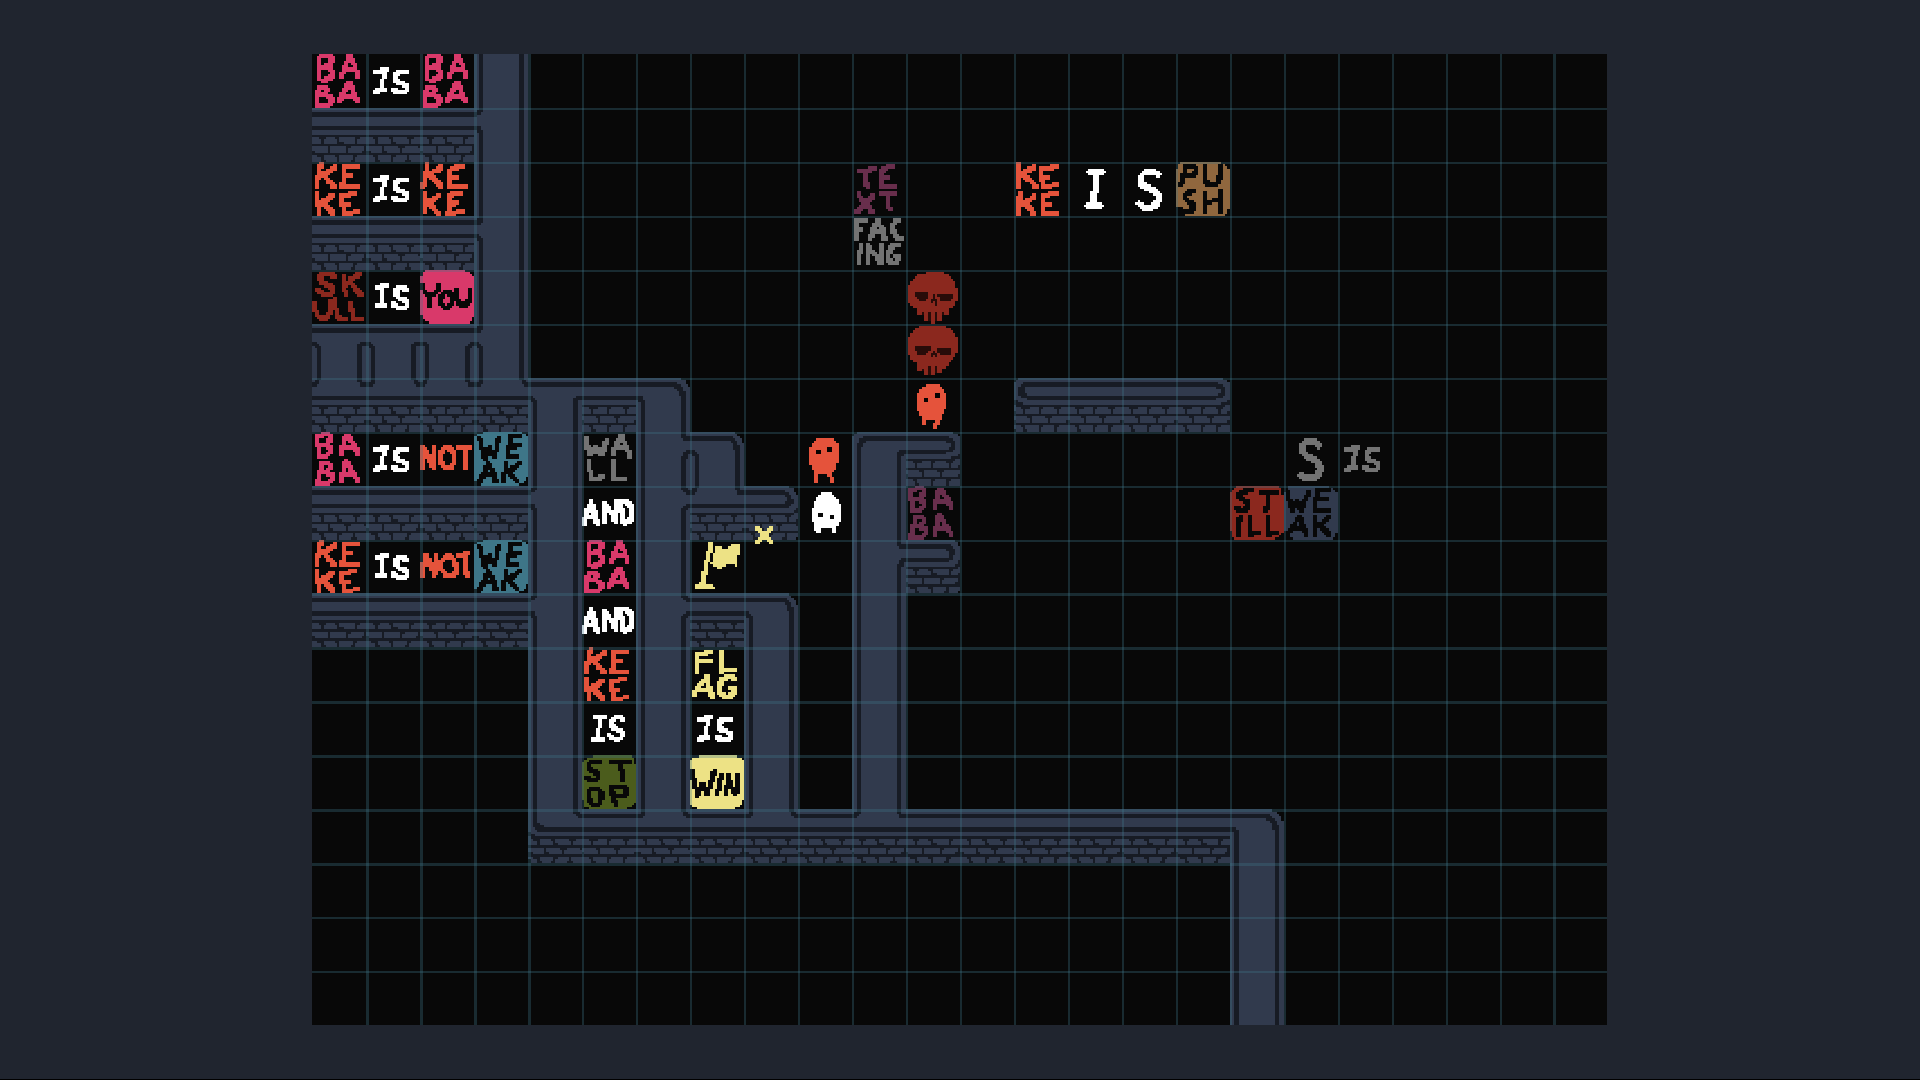 BABA IS BABA
KEKE IS KEKE
TEXT
KEKE I S PUSH
FACING
SKULL IS YOU
BABA IS NOT WEAK
WALL
S IS
AND
BABA
STILL WEAK
KEKE IS NOT WEAK
BABA
AND
KEKE
FLAG
IS
IS
STOP
WIN